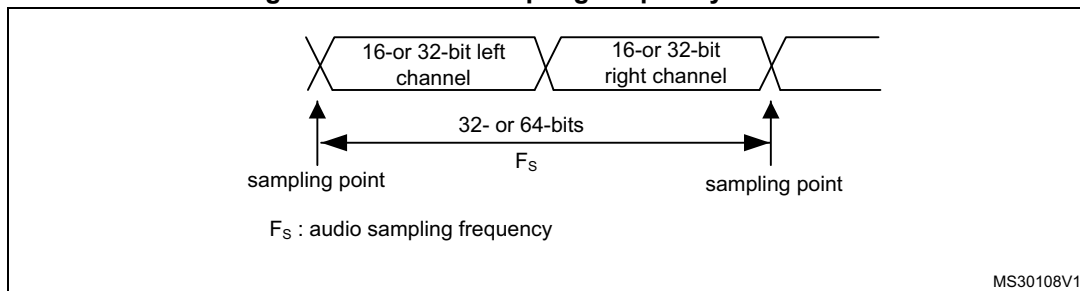 16-or 32-bit left
channel
16-or 32-bit
right channel
32- or 64-bits
FS
sampling point
sampling point
FS : audio sampling frequency
MS30108V1